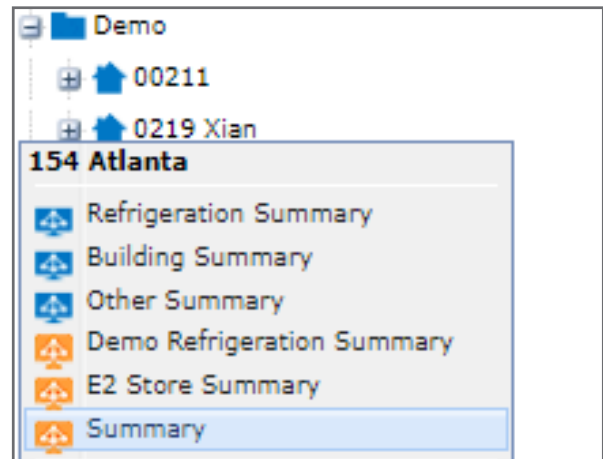 Demo
00211
0219 Xian
154 Atlanta
Refrigeration Summary
Building Summary
Other Summary
Demo Refrigeration Summary
E2 Store Summary
Summary